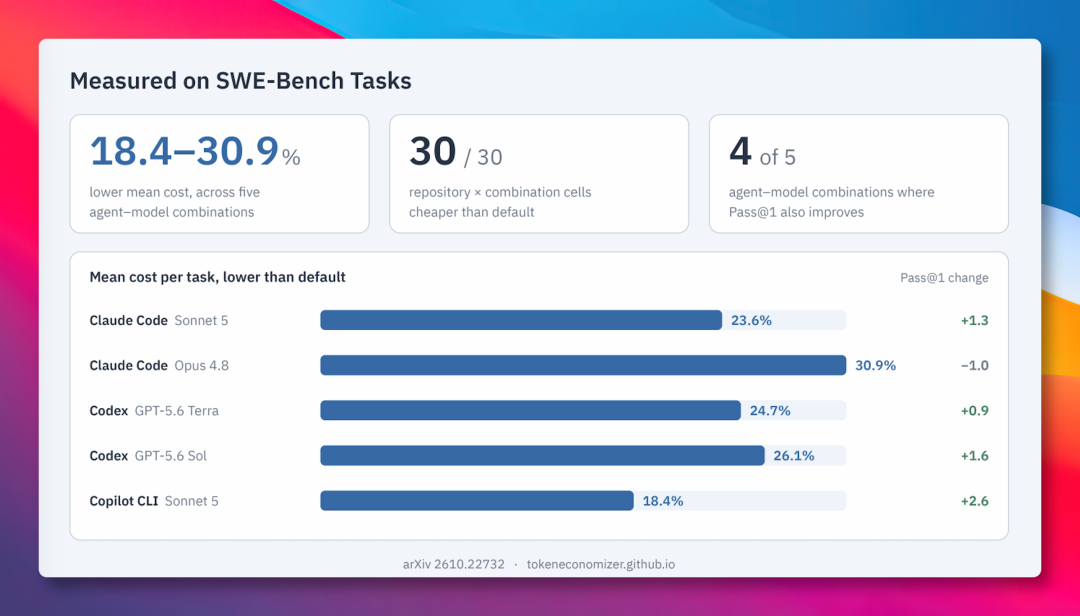 Measured on SWE-Bench Tasks
18.4–30.9%
lower mean cost, across five
agent–model combinations
30 / 30
repository × combination cells
cheaper than default
4 of 5
agent–model combinations where
Pass@1 also improves
Mean cost per task, lower than default
Pass@1 change
Claude Code Sonnet 5 23.6% +1.3
Claude Code Opus 4.8 30.9% −1.0
Codex GPT-5.6 Terra 24.7% +0.9
Codex GPT-5.6 Sol 26.1% +1.6
Copilot CLI Sonnet 5 18.4% +2.6
arXiv 2610.22732 · tokeneconomizer.github.io